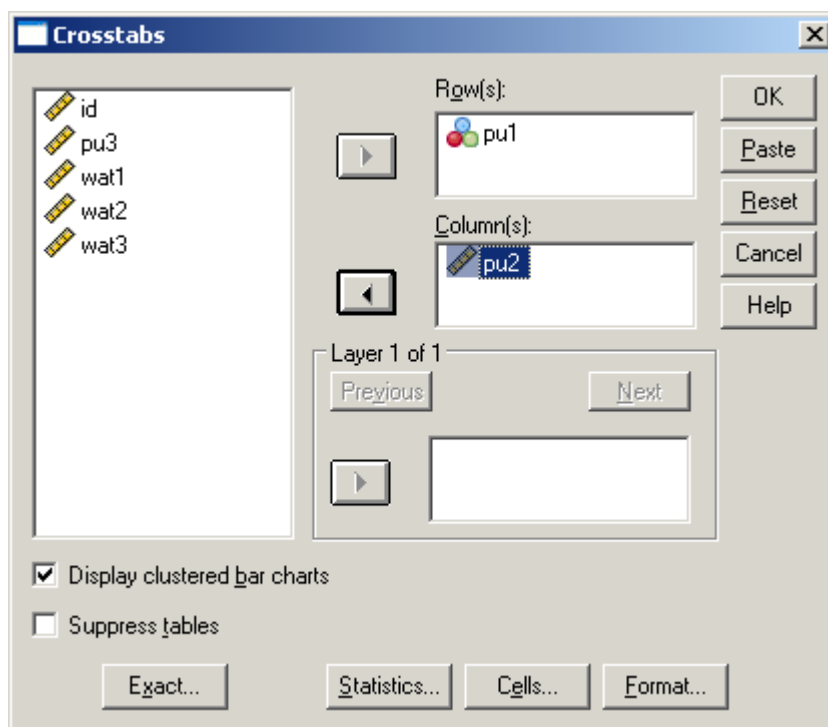 Crosstabs
id
pu3
wat1
wat2
wat3
Row(s):
pu1
Column(s):
pu2
Layer 1 of 1
Previous
Next
OK
Paste
Reset
Cancel
Help
Display clustered bar charts
Suppress tables
Exact...
Statistics...
Cells...
Format...